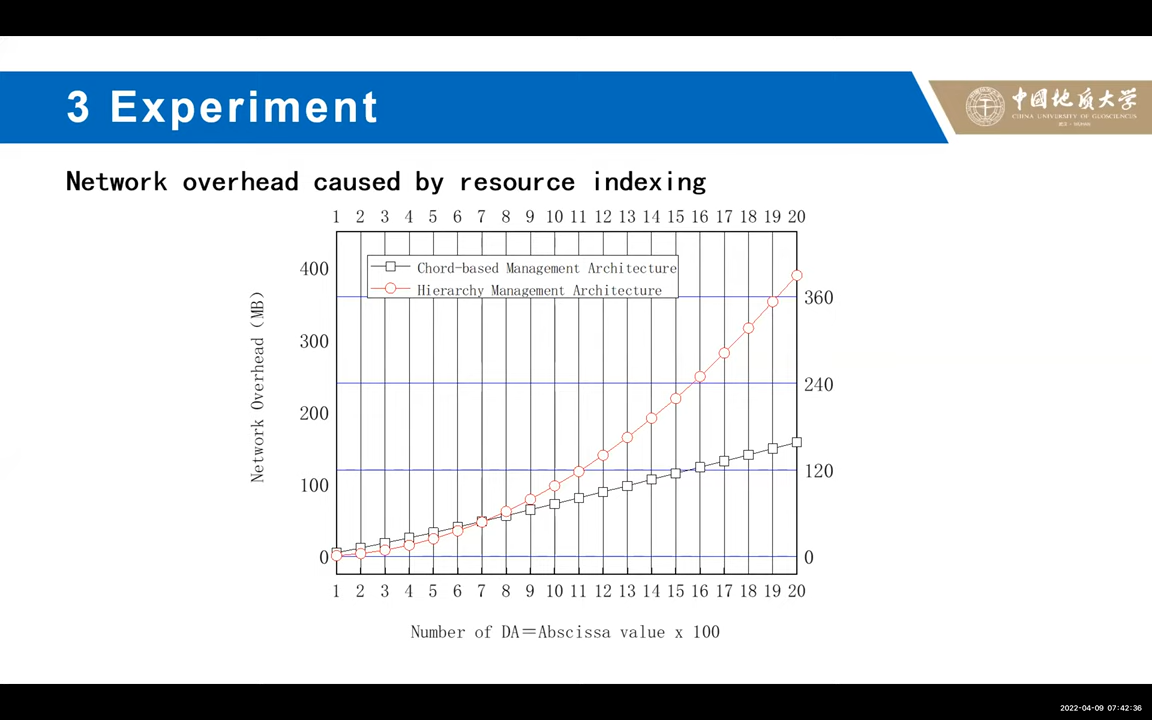 3 Experiment
中国地质大学
CHINA UNIVERSITY OF GEOSCIENCES
Network overhead caused by resource indexing
1 2 3 4 5 6 7 8 9 10 11 12 13 14 15 16 17 18 19 20
Chord-based Management Architecture
Hierarchy Management Architecture
400
300
200
100
0
Network Overhead (MB)
360
240
120
0
1 2 3 4 5 6 7 8 9 10 11 12 13 14 15 16 17 18 19 20
Number of DA=Abscissa value x 100
2022-04-09 07:42:36